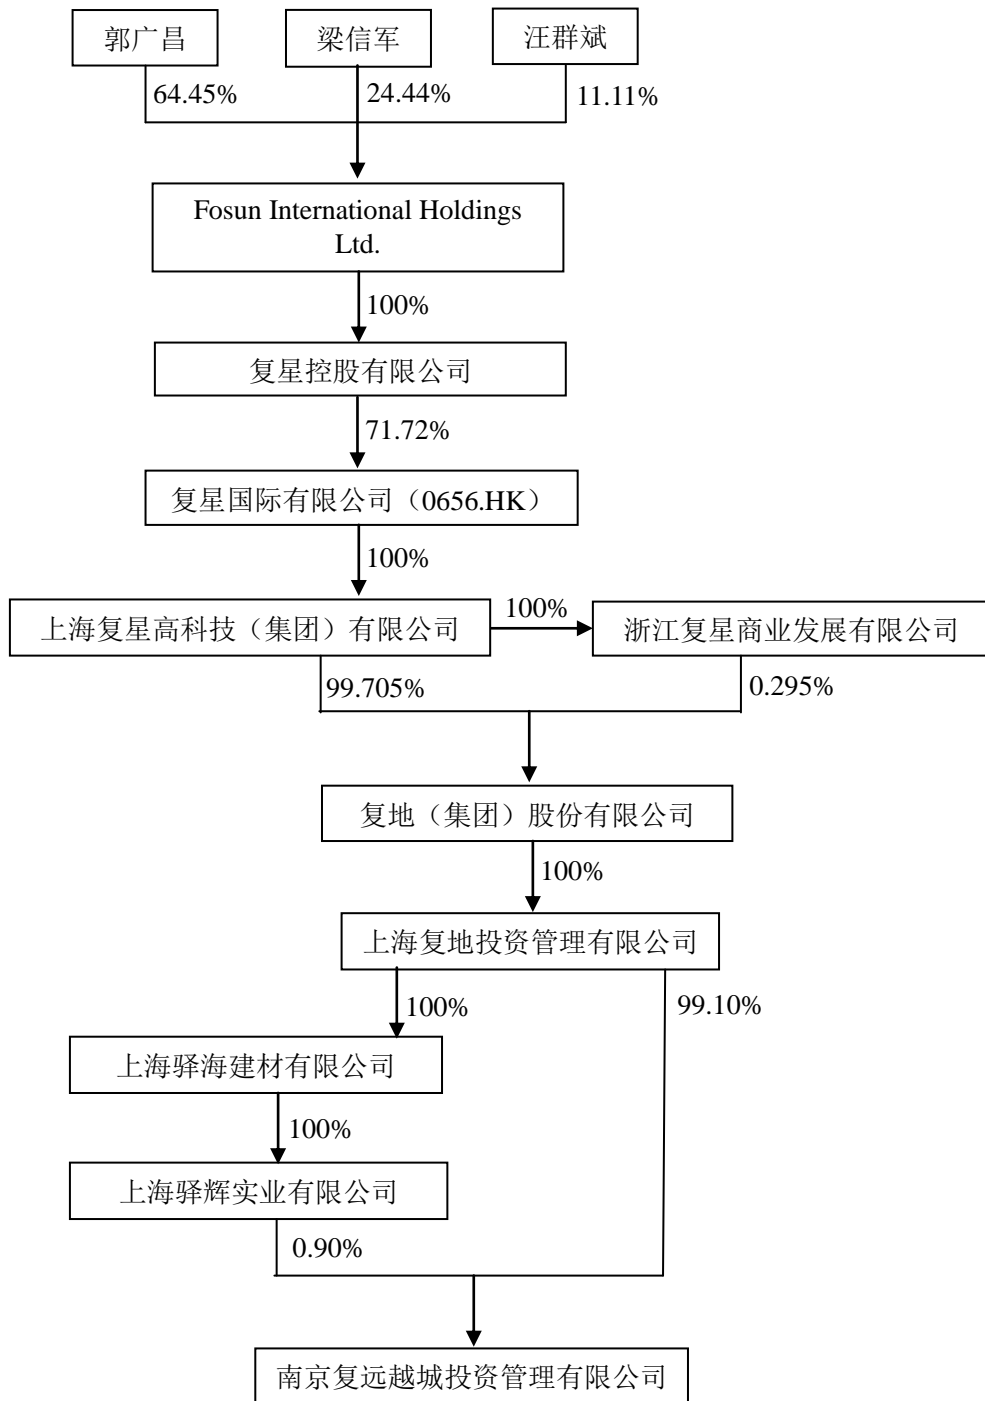 郭广昌
梁信军
汪群斌
64.45%
24.44%
11.11%
Fosun International Holdings
Ltd.
100%
复星控股有限公司
71.72%
复星国际有限公司（0656.HK）
100%
上海复星高科技（集团）有限公司
100%
浙江复星商业发展有限公司
99.705%
0.295%
复地（集团）股份有限公司
100%
上海复地投资管理有限公司
100%
99.10%
上海驿海建材有限公司
100%
上海驿辉实业有限公司
0.90%
南京复远越城投资管理有限公司